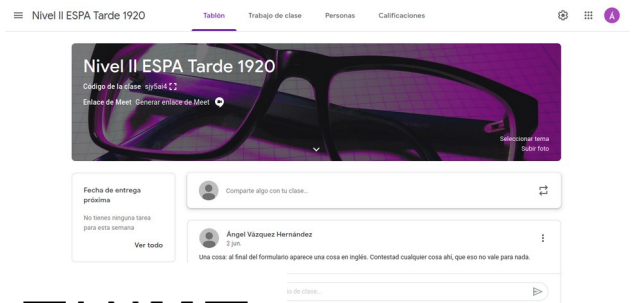 Nivel II ESPA Tarde 1920
Tablón Trabajo de clase Personas Calificaciones
Á
Nivel II ESPA Tarde 1920
Código de la clase sjy5ai4
Enlace de Meet Generar enlace de Meet
Seleccionar tema
Subir foto
Fecha de entrega
próxima
No tienes ninguna tarea
para esta semana
Ver todo
Comparte algo con tu clase...
Ángel Vázquez Hernández
2 jun.
Una cosa: al final del formulario aparece una cosa en inglés. Contestad cualquier cosa ahí, que eso no vale para nada.
de clase...